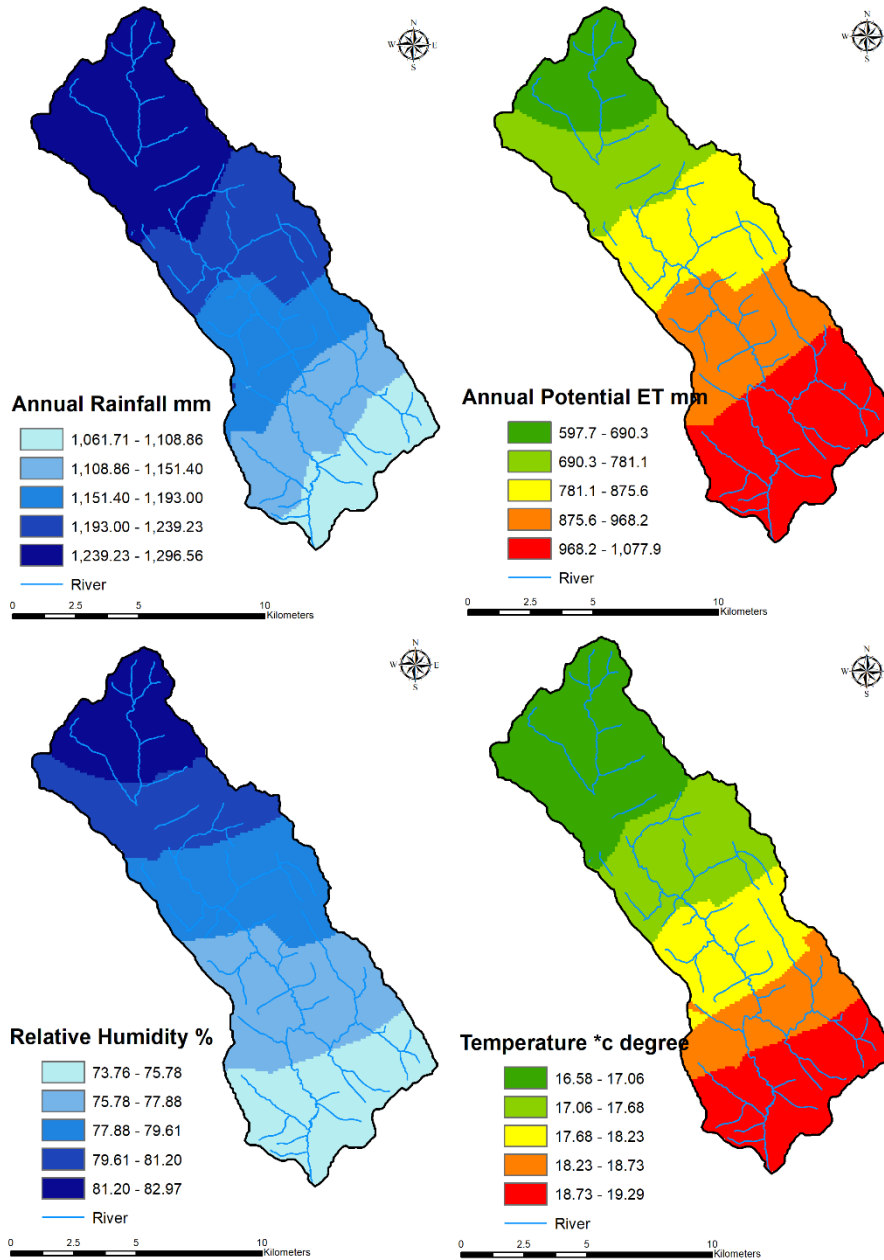 N
W E
S
Annual Rainfall mm
1,061.71 - 1,108.86
1,108.86 - 1,151.40
1,151.40 - 1,193.00
1,193.00 - 1,239.23
1,239.23 - 1,296.56
River
0 2.5 5 10
Kilometers
N
W
S
Annual Potential ET mm
597.7 - 690.3
690.3 - 781.1
781.1 - 875.6
875.6 - 968.2
968.2 - 1,077.9
River
0 2.5 5 10
Kilometers
N
W E
S
Relative Humidity %
73.76 - 75.78
75.78 - 77.88
77.88 - 79.61
79.61 - 81.20
81.20 - 82.97
River
0 2.5 5 10
Kilometers
N
W
S
Temperature *c degree
16.58 - 17.06
17.06 - 17.68
17.68 - 18.23
18.23 - 18.73
18.73 - 19.29
River
0 2.5 5 10
Kilometers